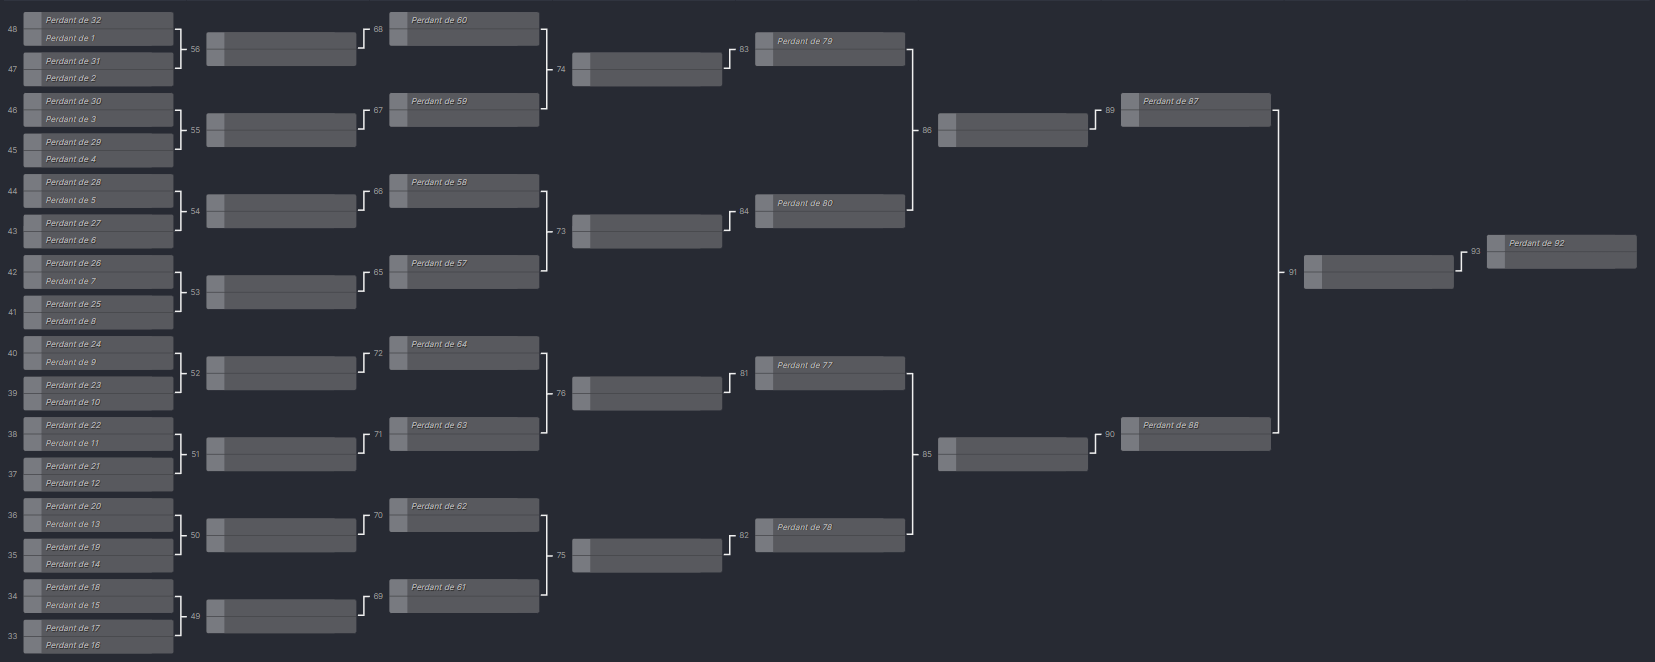 48 Perdant de 32
Perdant de 1
47 Perdant de 31
Perdant de 2
46 Perdant de 30
Perdant de 3
45 Perdant de 29
Perdant de 4
44 Perdant de 28
Perdant de 5
43 Perdant de 27
Perdant de 6
42 Perdant de 26
Perdant de 7
41 Perdant de 25
Perdant de 8
40 Perdant de 24
Perdant de 9
39 Perdant de 23
Perdant de 10
38 Perdant de 22
Perdant de 11
37 Perdant de 21
Perdant de 12
36 Perdant de 20
Perdant de 13
35 Perdant de 19
Perdant de 14
34 Perdant de 18
Perdant de 15
33 Perdant de 17
Perdant de 16
56
55
54
53
52
51
50
49
68 Perdant de 60
67 Perdant de 59
66 Perdant de 58
65 Perdant de 57
72 Perdant de 64
71 Perdant de 63
70 Perdant de 62
69 Perdant de 61
74
73
76
75
83 Perdant de 79
84 Perdant de 80
81 Perdant de 77
82 Perdant de 78
86
85
89 Perdant de 87
90 Perdant de 88
91
93 Perdant de 92